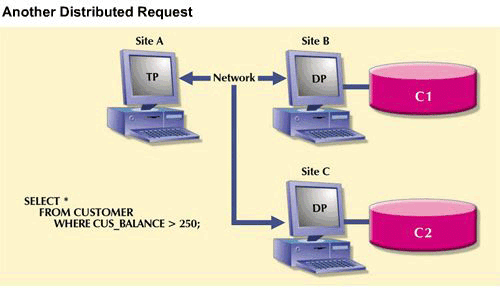 Another Distributed Request
Site A
Site B
TP
Network
DP
C1
Site C
DP
C2
SELECT *
FROM CUSTOMER
WHERE CUS_BALANCE > 250;